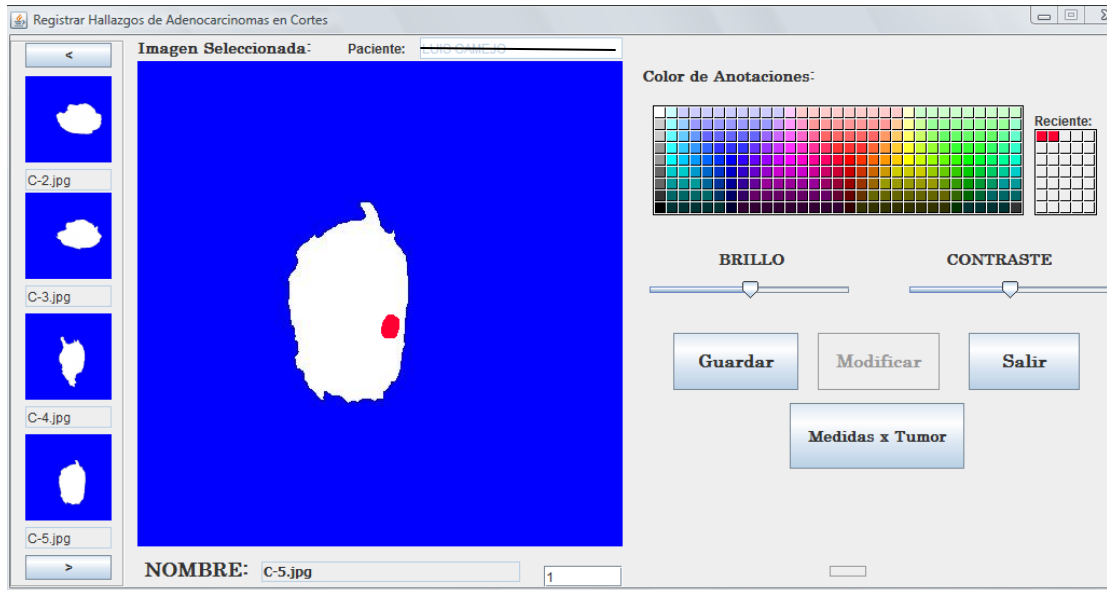 Registrar Hallazgos de Adenocarcinomas en Cortes
<
C-2.jpg
C-3.jpg
C-4.jpg
C-5.jpg
>
Imagen Seleccionada:
Paciente:
NOMBRE:
C-5.jpg
1
Color de Anotaciones:
Reciente:
BRILLO
CONTRASTE
Guardar
Modificar
Salir
Medidas x Tumor